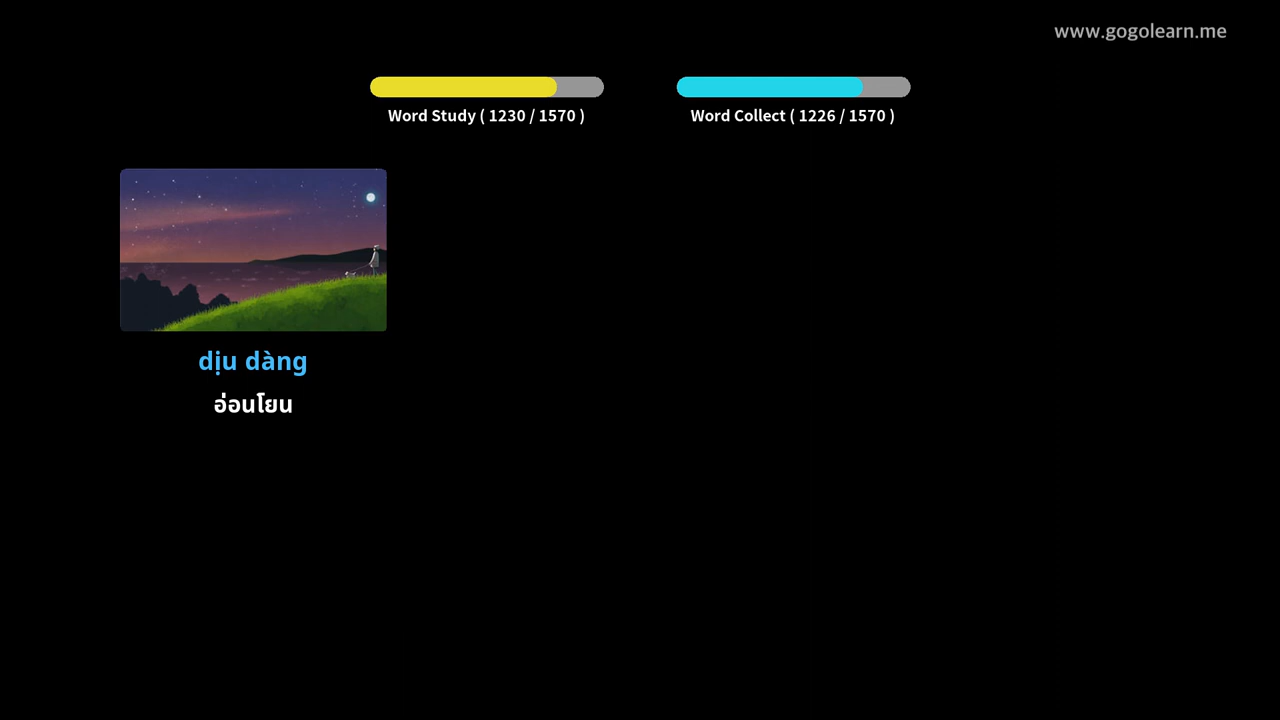 www.gogolearn.me
Word Study ( 1230 / 1570 )
Word Collect ( 1226 / 1570 )
dịu dàng
อ่อนโยน